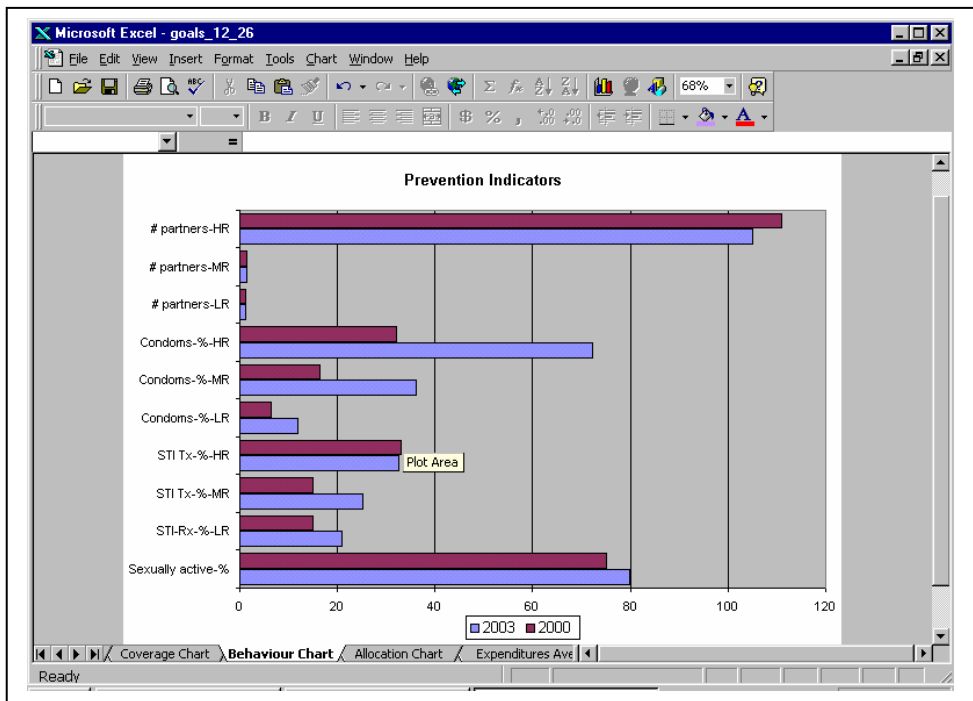 Microsoft Excel - goals_12_26
File Edit View Insert Format Tools Chart Window Help
68%
B I U $ % ,
=
Prevention Indicators
# partners-HR
# partners-MR
# partners-LR
Condoms-%-HR
Condoms-%-MR
Condoms-%-LR
STI Tx-%-HR
Plot Area
STI Tx-%-MR
STI-Rx-%-LR
Sexually active-%
0 20 40 60 80 100 120
2003 2000
Coverage Chart Behaviour Chart Allocation Chart Expenditures Ave
Ready